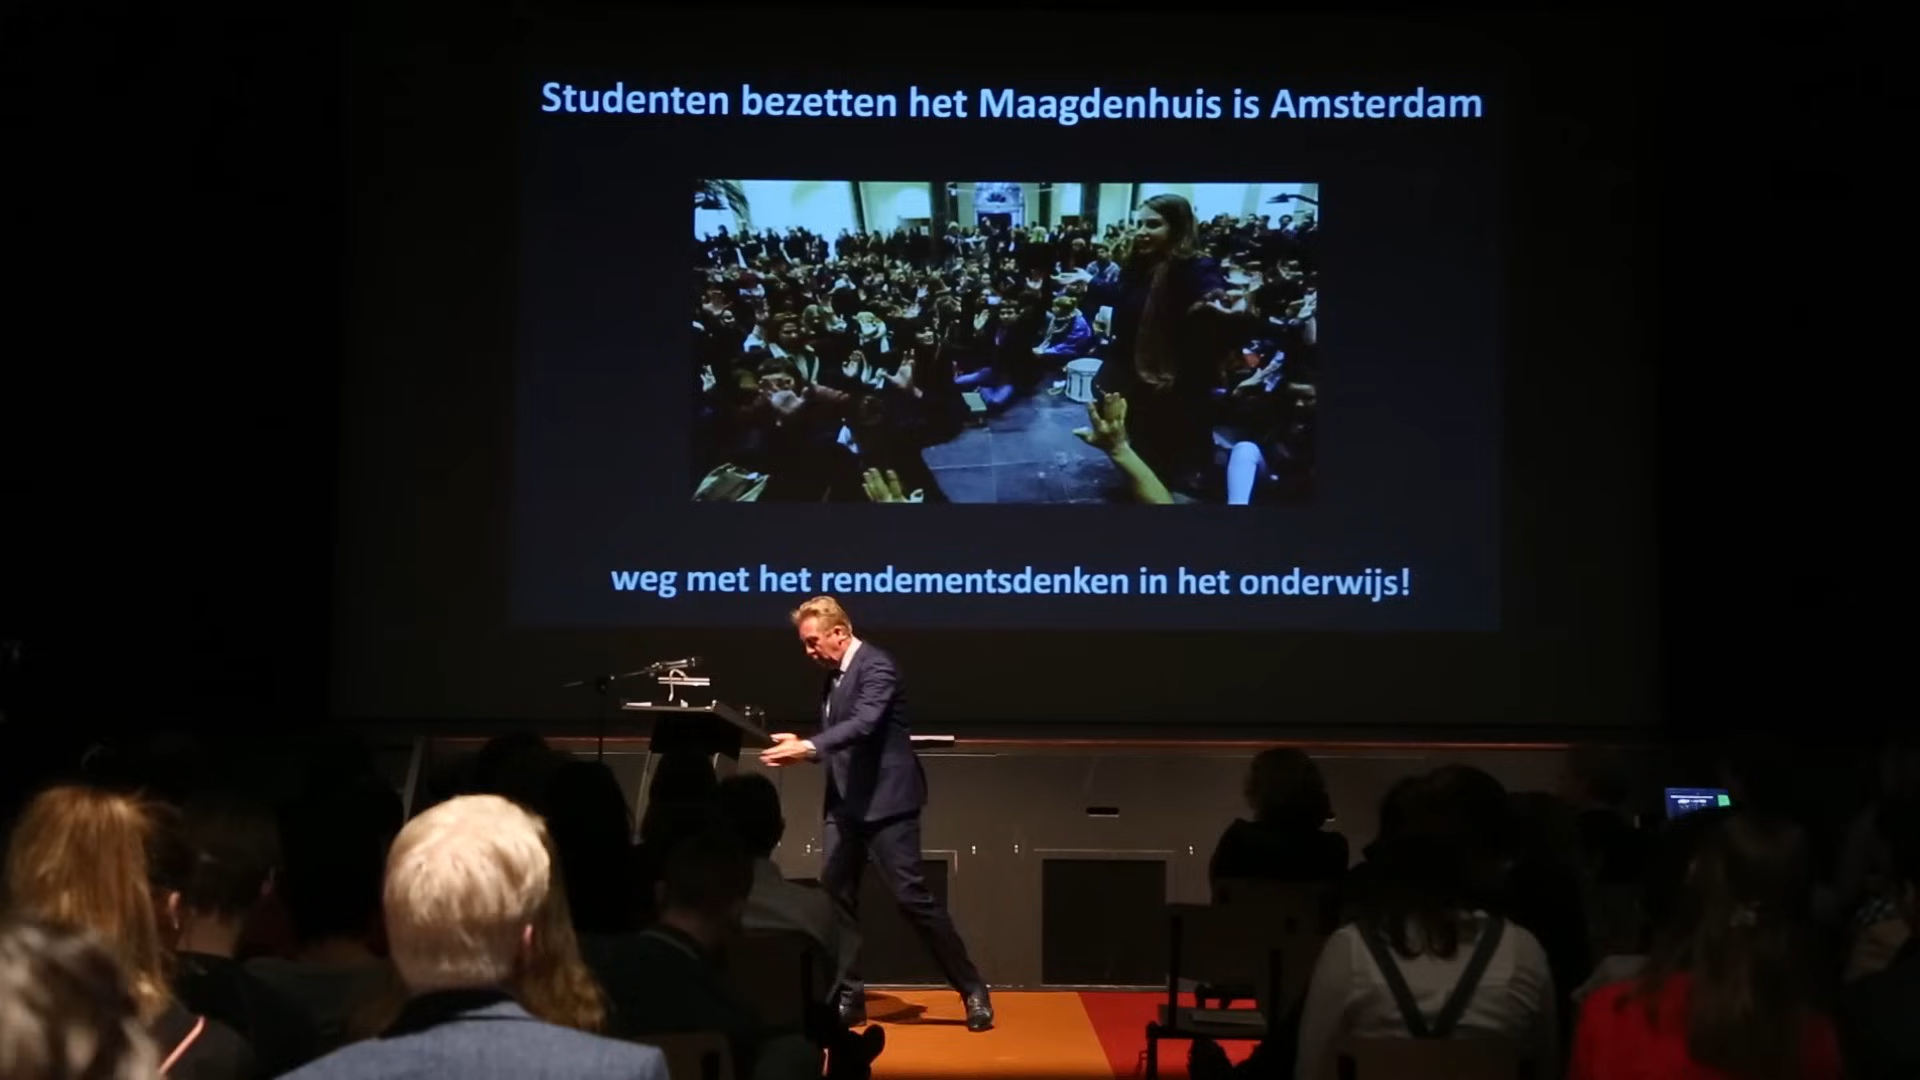 Studenten bezetten het Maagdenhuis is Amsterdam
weg met het rendementsdenken in het onderwijs!